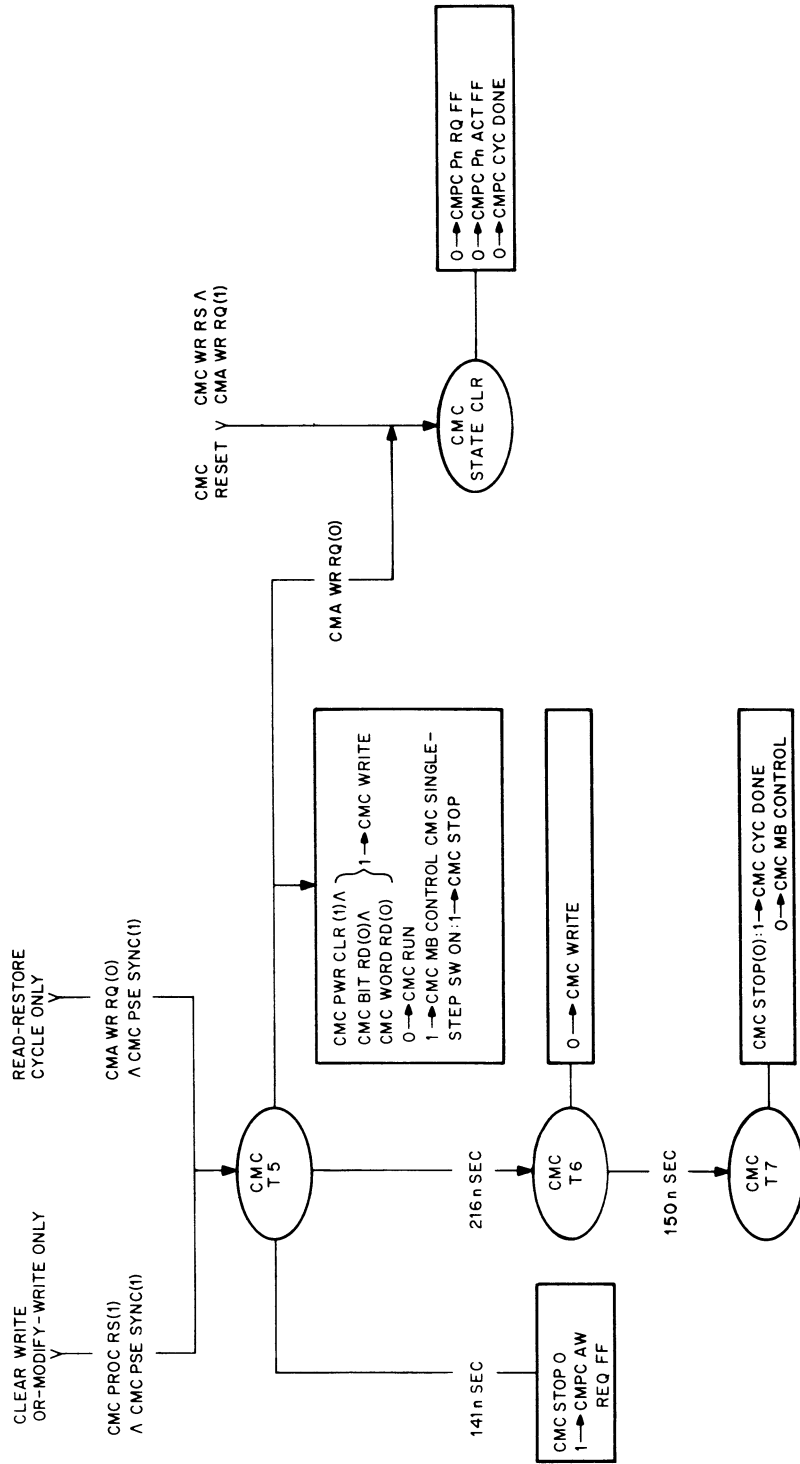 CLEAR WRITE
OR-MODIFY-WRITE ONLY
CMC PROC RS(1)
∧ CMC PSE SYNC(1)
READ-RESTORE
CYCLE ONLY
CMA WR RQ(0)
∧ CMC PSE SYNC(1)
CMC
T5
141n SEC
CMC STOP 0
1→CMPC AW
REQ FF
216n SEC
CMC
T6
150n SEC
CMC
T7
CMC PWR CLR (1)∧
CMC BIT RD(0)∧
CMC WORD RD(0)
1→CMC WRITE
0→CMC RUN
1→CMC MB CONTROL CMC SINGLE-
STEP SW ON:1→CMC STOP
0→CMC WRITE
CMC STOP(0):1→CMC CYC DONE
0→CMC MB CONTROL
CMA WR RQ(0)
CMC
RESET
∨
CMC WR RS ∧
CMA WR RQ(1)
CMC
STATE CLR
0→CMPC Pn RQ FF
0→CMPC Pn ACT FF
0→CMPC CYC DONE